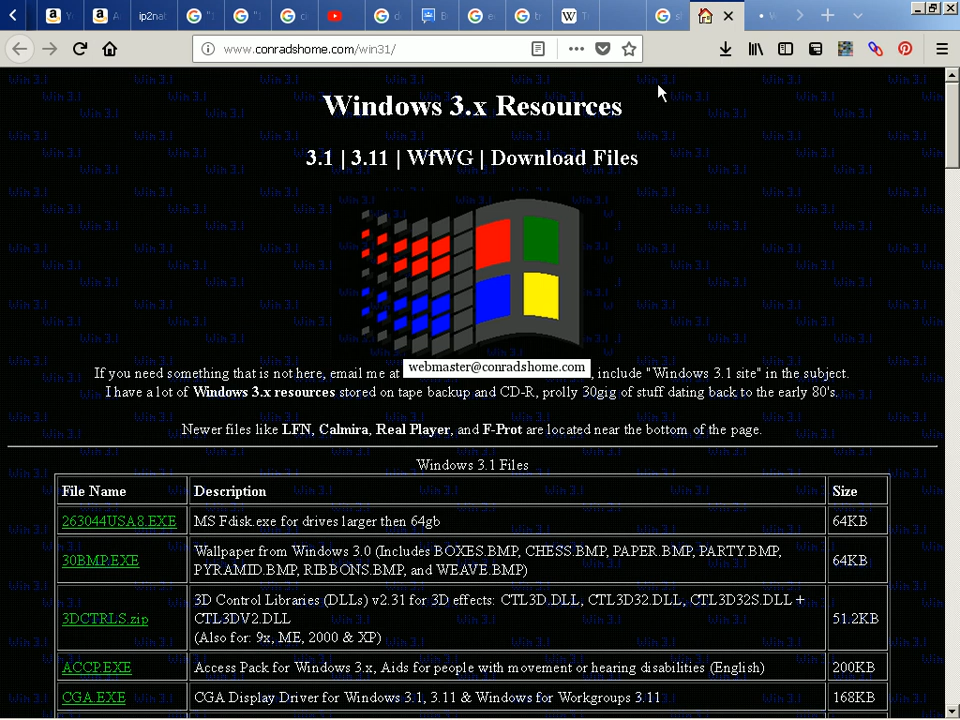 ip2nat
www.conradshome.com/win31/
Windows 3.x Resources
3.1 | 3.11 | WfWG | Download Files
If you need something that is not here, email me at webmaster@conradshome.com, include "Windows 3.1 site" in the subject.
I have a lot of Windows 3.x resources stored on tape backup and CD-R, prolly 30gig of stuff dating back to the early 80's.
Newer files like LFN, Calmira, Real Player, and F-Prot are located near the bottom of the page.
Windows 3.1 Files
File Name Description Size
263044USA8.EXE MS Fdisk.exe for drives larger then 64gb 64KB
30BMP.EXE Wallpaper from Windows 3.0 (Includes BOXES.BMP, CHESS.BMP, PAPER.BMP, PARTY.BMP, 64KB
PYRAMID.BMP, RIBBONS.BMP, and WEAVE.BMP)
3DCTRLS.zip 3D Control Libraries (DLLs) v2.31 for 3D effects: CTL3D.DLL, CTL3D32.DLL, CTL3D32S.DLL + 51.2KB
CTL3DV2.DLL
(Also for: 9x, ME, 2000 & XP)
ACCP.EXE Access Pack for Windows 3.x, Aids for people with movement or hearing disabilities (English) 200KB
CGA.EXE CGA Display Driver for Windows 3.1, 3.11 & Windows for Workgroups 3.11 168KB